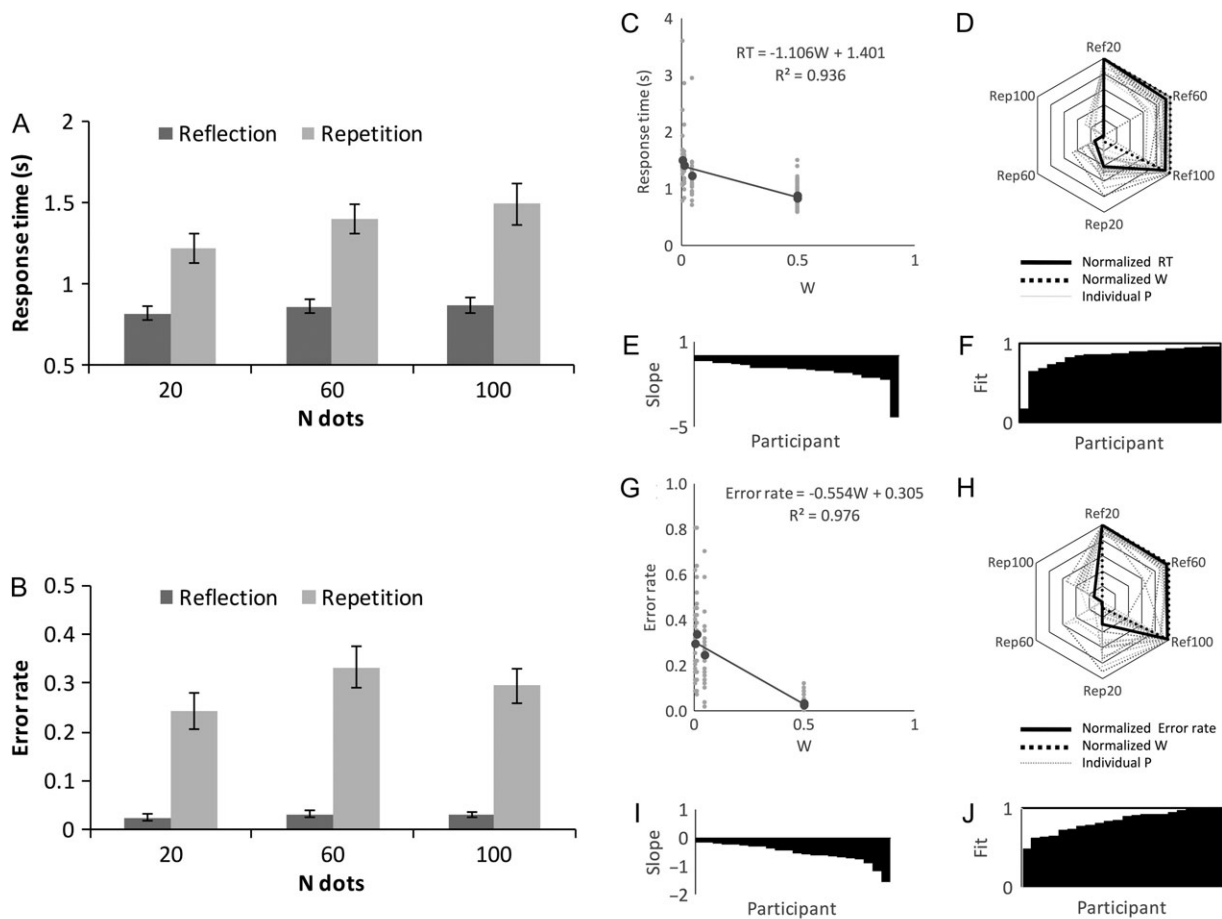 A
Reflection Repetition
Response time (s)
2
1.5
1
0.5
20 60 100
N dots
B
Reflection Repetition
Error rate
0.5
0.4
0.3
0.2
0.1
0
20 60 100
N dots
C
RT = -1.106W + 1.401
R² = 0.936
Response time (s)
4
3
2
1
0
0 0.5 1
W
D
Ref20
Rep100 Ref60
Rep60 Ref100
Rep20
Normalized RT
Normalized W
Individual P
E
Slope
1
−5
Participant
F
Fit
1
0
Participant
G
Error rate = -0.554W + 0.305
R² = 0.976
Error rate
1.0
0.8
0.6
0.4
0.2
0.0
0 0.5 1
W
H
Ref20
Rep100 Ref60
Rep60 Ref100
Rep20
Normalized Error rate
Normalized W
Individual P
I
Slope
1
0
−1
−2
Participant
J
Fit
1
0
Participant